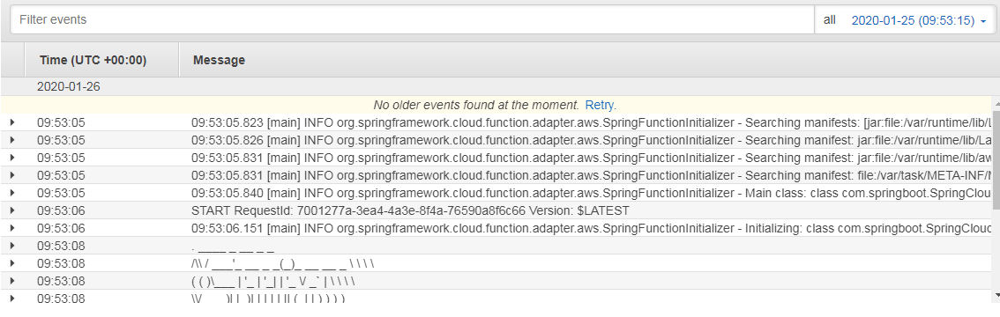 Filter events all 2020-01-25 (09:53:15)
Time (UTC +00:00) Message
2020-01-26
No older events found at the moment. Retry.
09:53:05 09:53:05.823 [main] INFO org.springframework.cloud.function.adapter.aws.SpringFunctionInitializer - Searching manifests: [jar:file:/var/runtime/lib/L
09:53:05 09:53:05.826 [main] INFO org.springframework.cloud.function.adapter.aws.SpringFunctionInitializer - Searching manifest: jar:file:/var/runtime/lib/La
09:53:05 09:53:05.831 [main] INFO org.springframework.cloud.function.adapter.aws.SpringFunctionInitializer - Searching manifest: jar:file:/var/runtime/lib/aw
09:53:05 09:53:05.831 [main] INFO org.springframework.cloud.function.adapter.aws.SpringFunctionInitializer - Searching manifest: file:/var/task/META-INF/M
09:53:05 09:53:05.840 [main] INFO org.springframework.cloud.function.adapter.aws.SpringFunctionInitializer - Main class: class com.springboot.SpringClou
09:53:06 START RequestId: 7001277a-3ea4-4a3e-8f4a-76590a8f6c66 Version: $LATEST
09:53:06 09:53:06.151 [main] INFO org.springframework.cloud.function.adapter.aws.SpringFunctionInitializer - Initializing: class com.springboot.SpringCloud
09:53:08 . ____ _ __ _ _
09:53:08 /\\ / ___'_ __ _ _(_)_ __ __ _ \ \ \ \
09:53:08 ( ( )\___ | '_ | '_| | '_ \/ _` | \ \ \ \
09:53:08 \\/ ___)| |_)| | | | | || (_| | ) ) ) )